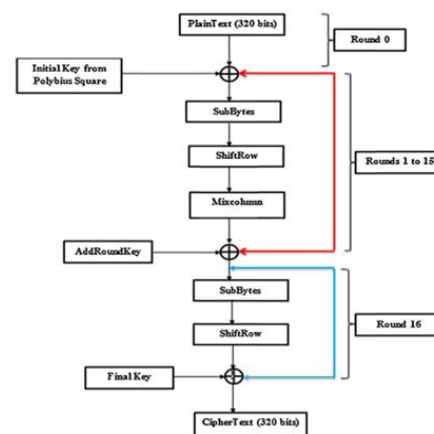 PlainText (320 bits)
Round 0
Initial Key from
Polybius Square
SubBytes
ShiftRow
Rounds 1 to 15
Mixcolumn
AddRoundKey
SubBytes
Round 16
ShiftRow
Final Key
CipherText (320 bits)